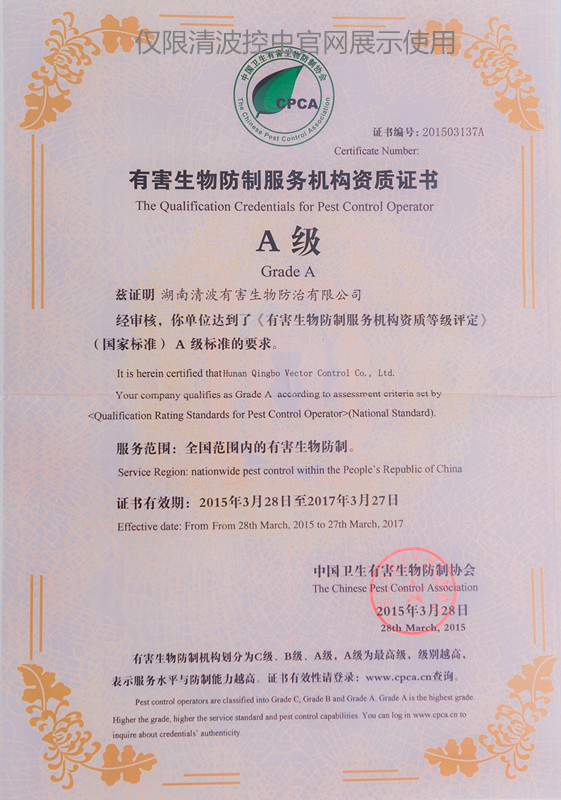 仅限清波控虫官网展示使用
中国卫生有害生物防制协会
CPCA
The Chinese Pest Control Association
证书编号: 201503137A
Certificate Number:
有害生物防制服务机构资质证书
The Qualification Credentials for Pest Control Operator
A 级
Grade A
兹证明 湖南清波有害生物防治有限公司
经审核，你单位达到了《有害生物防制服务机构资质等级评定》
（国家标准）A 级标准的要求。
It is herein certified that Hunan Qingbo Vector Control Co., Ltd.
Your company qualifies as Grade A according to assessment criteria set by
<Qualification Rating Standards for Pest Control Operator>(National Standard).
服务范围：全国范围内的有害生物防制。
Service Region: nationwide pest control within the People's Republic of China
证书有效期：2015年3月28日至2017年3月27日
Effective date: From From 28th March, 2015 to 27th March, 2017
中国卫生有害生物防制协会
The Chinese Pest Control Association
2015年3月28日
28th March, 2015
有害生物防制机构划分为C级、B级、A级，A级为最高级，级别越高，
表示服务水平与防制能力越高。证书有效性请登录：www.cpca.cn查询。
Pest control operators are classified into Grade C, Grade B and Grade A. Grade A is the highest grade.
Higher the grade, higher the service standard and pest control capabilities. You can log in www.cpca.cn to
inquire about credentials' authenticity.